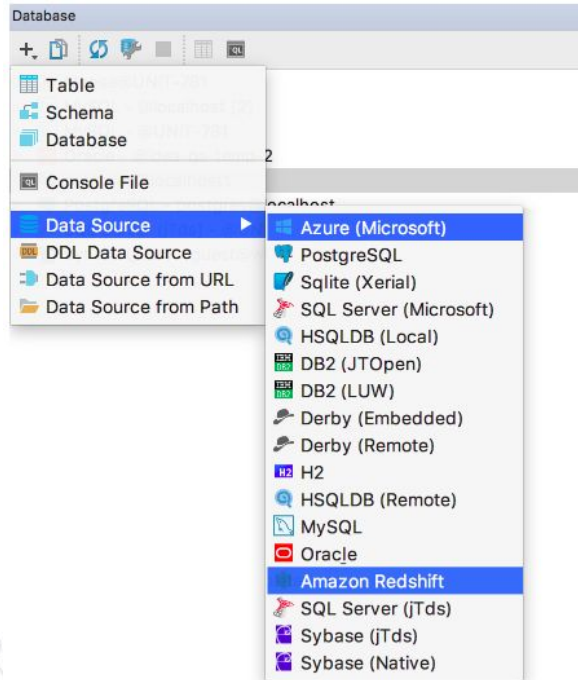 Database
Table
Schema
Database
2
Console File
ocalhost
Data Source
DDL Data Source
Data Source from URL
Data Source from Path
Azure (Microsoft)
PostgreSQL
Sqlite (Xerial)
SQL Server (Microsoft)
HSQLDB (Local)
DB2 (JTOpen)
DB2 (LUW)
Derby (Embedded)
Derby (Remote)
H2
HSQLDB (Remote)
MySQL
Oracle
Amazon Redshift
SQL Server (jTds)
Sybase (jTds)
Sybase (Native)